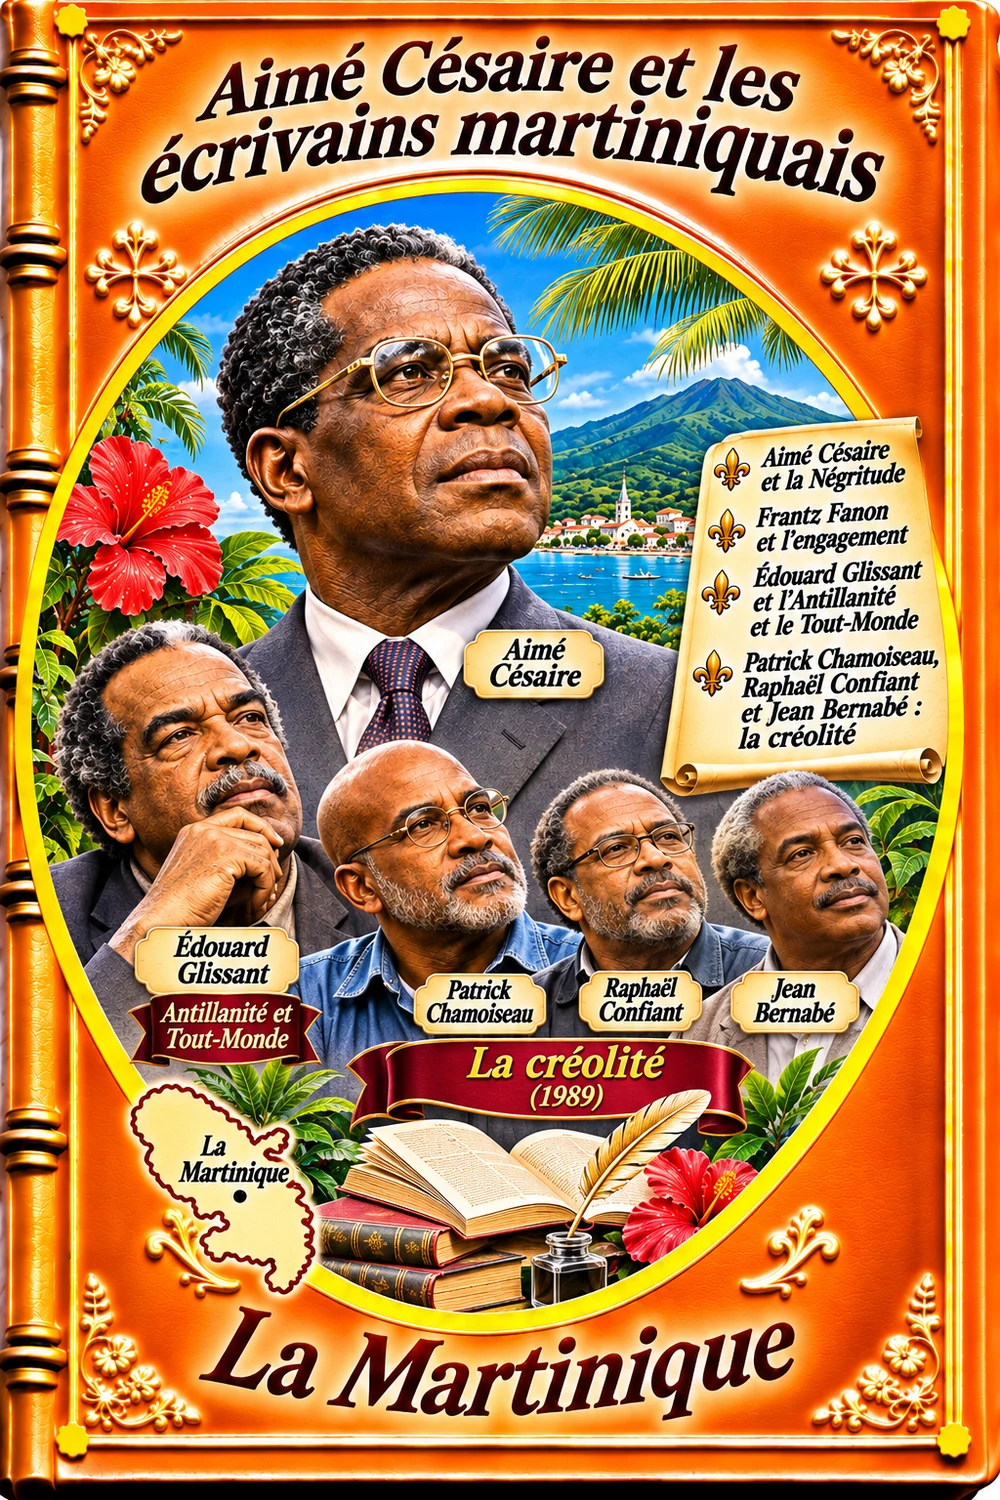 Aimé Césaire et les
écrivains martiniquais
Aimé Césaire
et la Négritude
Frantz Fanon
et l'engagement
Édouard Glissant
et l'Antillanité
et le Tout-Monde
Patrick Chamoiseau,
Raphaël Confiant
et Jean Bernabé :
la créolité
Aimé
Césaire
Édouard
Glissant
Antillanité et
Tout-Monde
Patrick
Chamoiseau
Raphaël
Confiant
Jean
Bernabé
La créolité
(1989)
La
Martinique
La Martinique